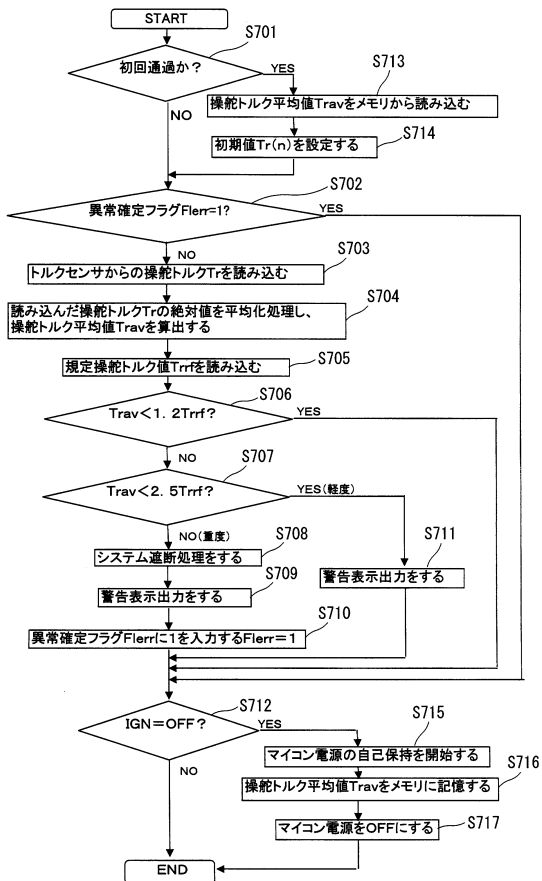 START
S701
初回通過か？
YES
S713
操舵トルク平均値Travをメモリから読み込む
NO
S714
初期値Tr(n)を設定する
S702
異常確定フラグFlerr=1?
YES
NO
S703
トルクセンサからの操舵トルクTrを読み込む
S704
読み込んだ操舵トルクTrの絶対値を平均化処理し、
操舵トルク平均値Travを算出する
S705
規定操舵トルク値Trrfを読み込む
S706
Trav＜1．2Trrf？
YES
NO
S707
Trav＜2．5Trrf？
YES(軽度)
NO(重度)
S708
システム遮断処理をする
S711
警告表示出力をする
S709
警告表示出力をする
S710
異常確定フラグFlerrに1を入力するFlerr＝1
S712
IGN＝OFF？
YES
S715
マイコン電源の自己保持を開始する
NO
S716
操舵トルク平均値Travをメモリに記憶する
S717
マイコン電源をOFFにする
END